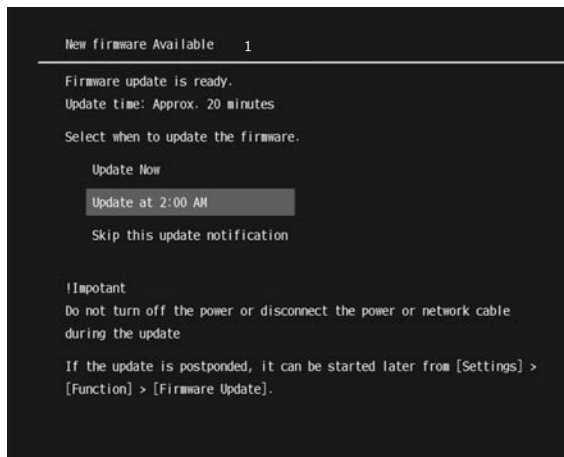 New firmware Available 1
Firmware update is ready.
Update time: Approx. 20 minutes
Select when to update the firmware.
Update Now
Update at 2:00 AM
Skip this update notification
!Impotant
Do not turn off the power or disconnect the power or network cable
during the update
If the update is postponded, it can be started later from [Settings] >
[Function] > [Firmware Update].